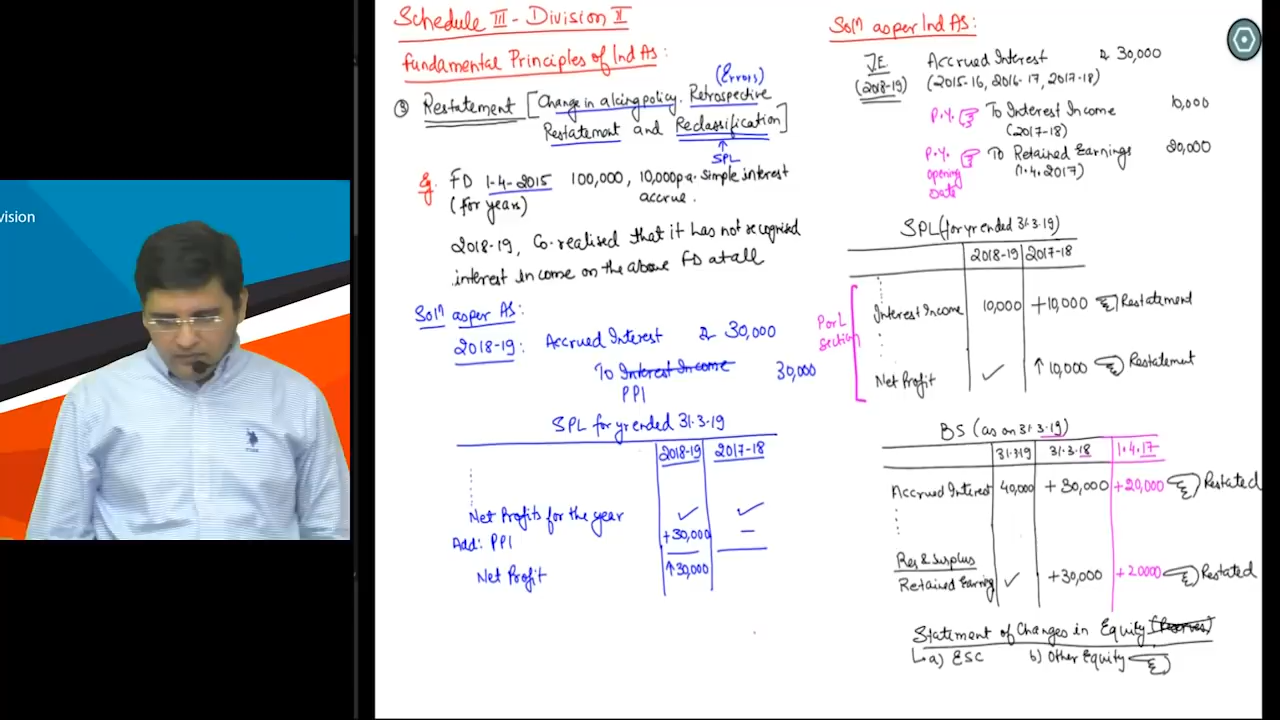 ivision
Schedule III - Division II
Fundamental Principles of Ind As:
(Errors)
③ Restatement [Change in a/cing policy. Retrospective
Restatement and Reclassification]
↑
SPL
Eg. FD 1-4-2015 100,000, 10,000 p.a. simple interest
(for years) accrue.
2018-19, Co. realised that it has not recognised
interest income on the above FD at all
Solⁿ as per AS:
2018-19: Accrued Interest Dr 30,000
To Interest Income 30,000
PPI
SPL for yr ended 31.3.19
2018-19 2017-18
Net Profits for the year ✓ ✓
Add: PPI +30,000 –
Net Profit ↑30,000
Solⁿ as per Ind AS:
J.E. Accrued Interest Dr 30,000
(2018-19) (2015-16, 2016-17, 2017-18)
P.Y. To Interest Income 10,000
(2017-18)
P.Y. To Retained Earnings 20,000
opening (1.4.2017)
Date
SPL (for yr ended 31.3.19)
2018-19 2017-18
P or L
Section
Interest Income 10,000 +10,000 Restatement
Net Profit ✓ ↑10,000 Restatement
BS (as on 31.3.19)
31.3.19 31.3.18 1.4.17
Accrued Interest 40,000 +30,000 +20,000 Restated
Res & Surplus
Retained Earning ✓ +30,000 +20000 Restated
Statement of Changes in Equity (Reserves)
↳ a) ESC b) Other Equity